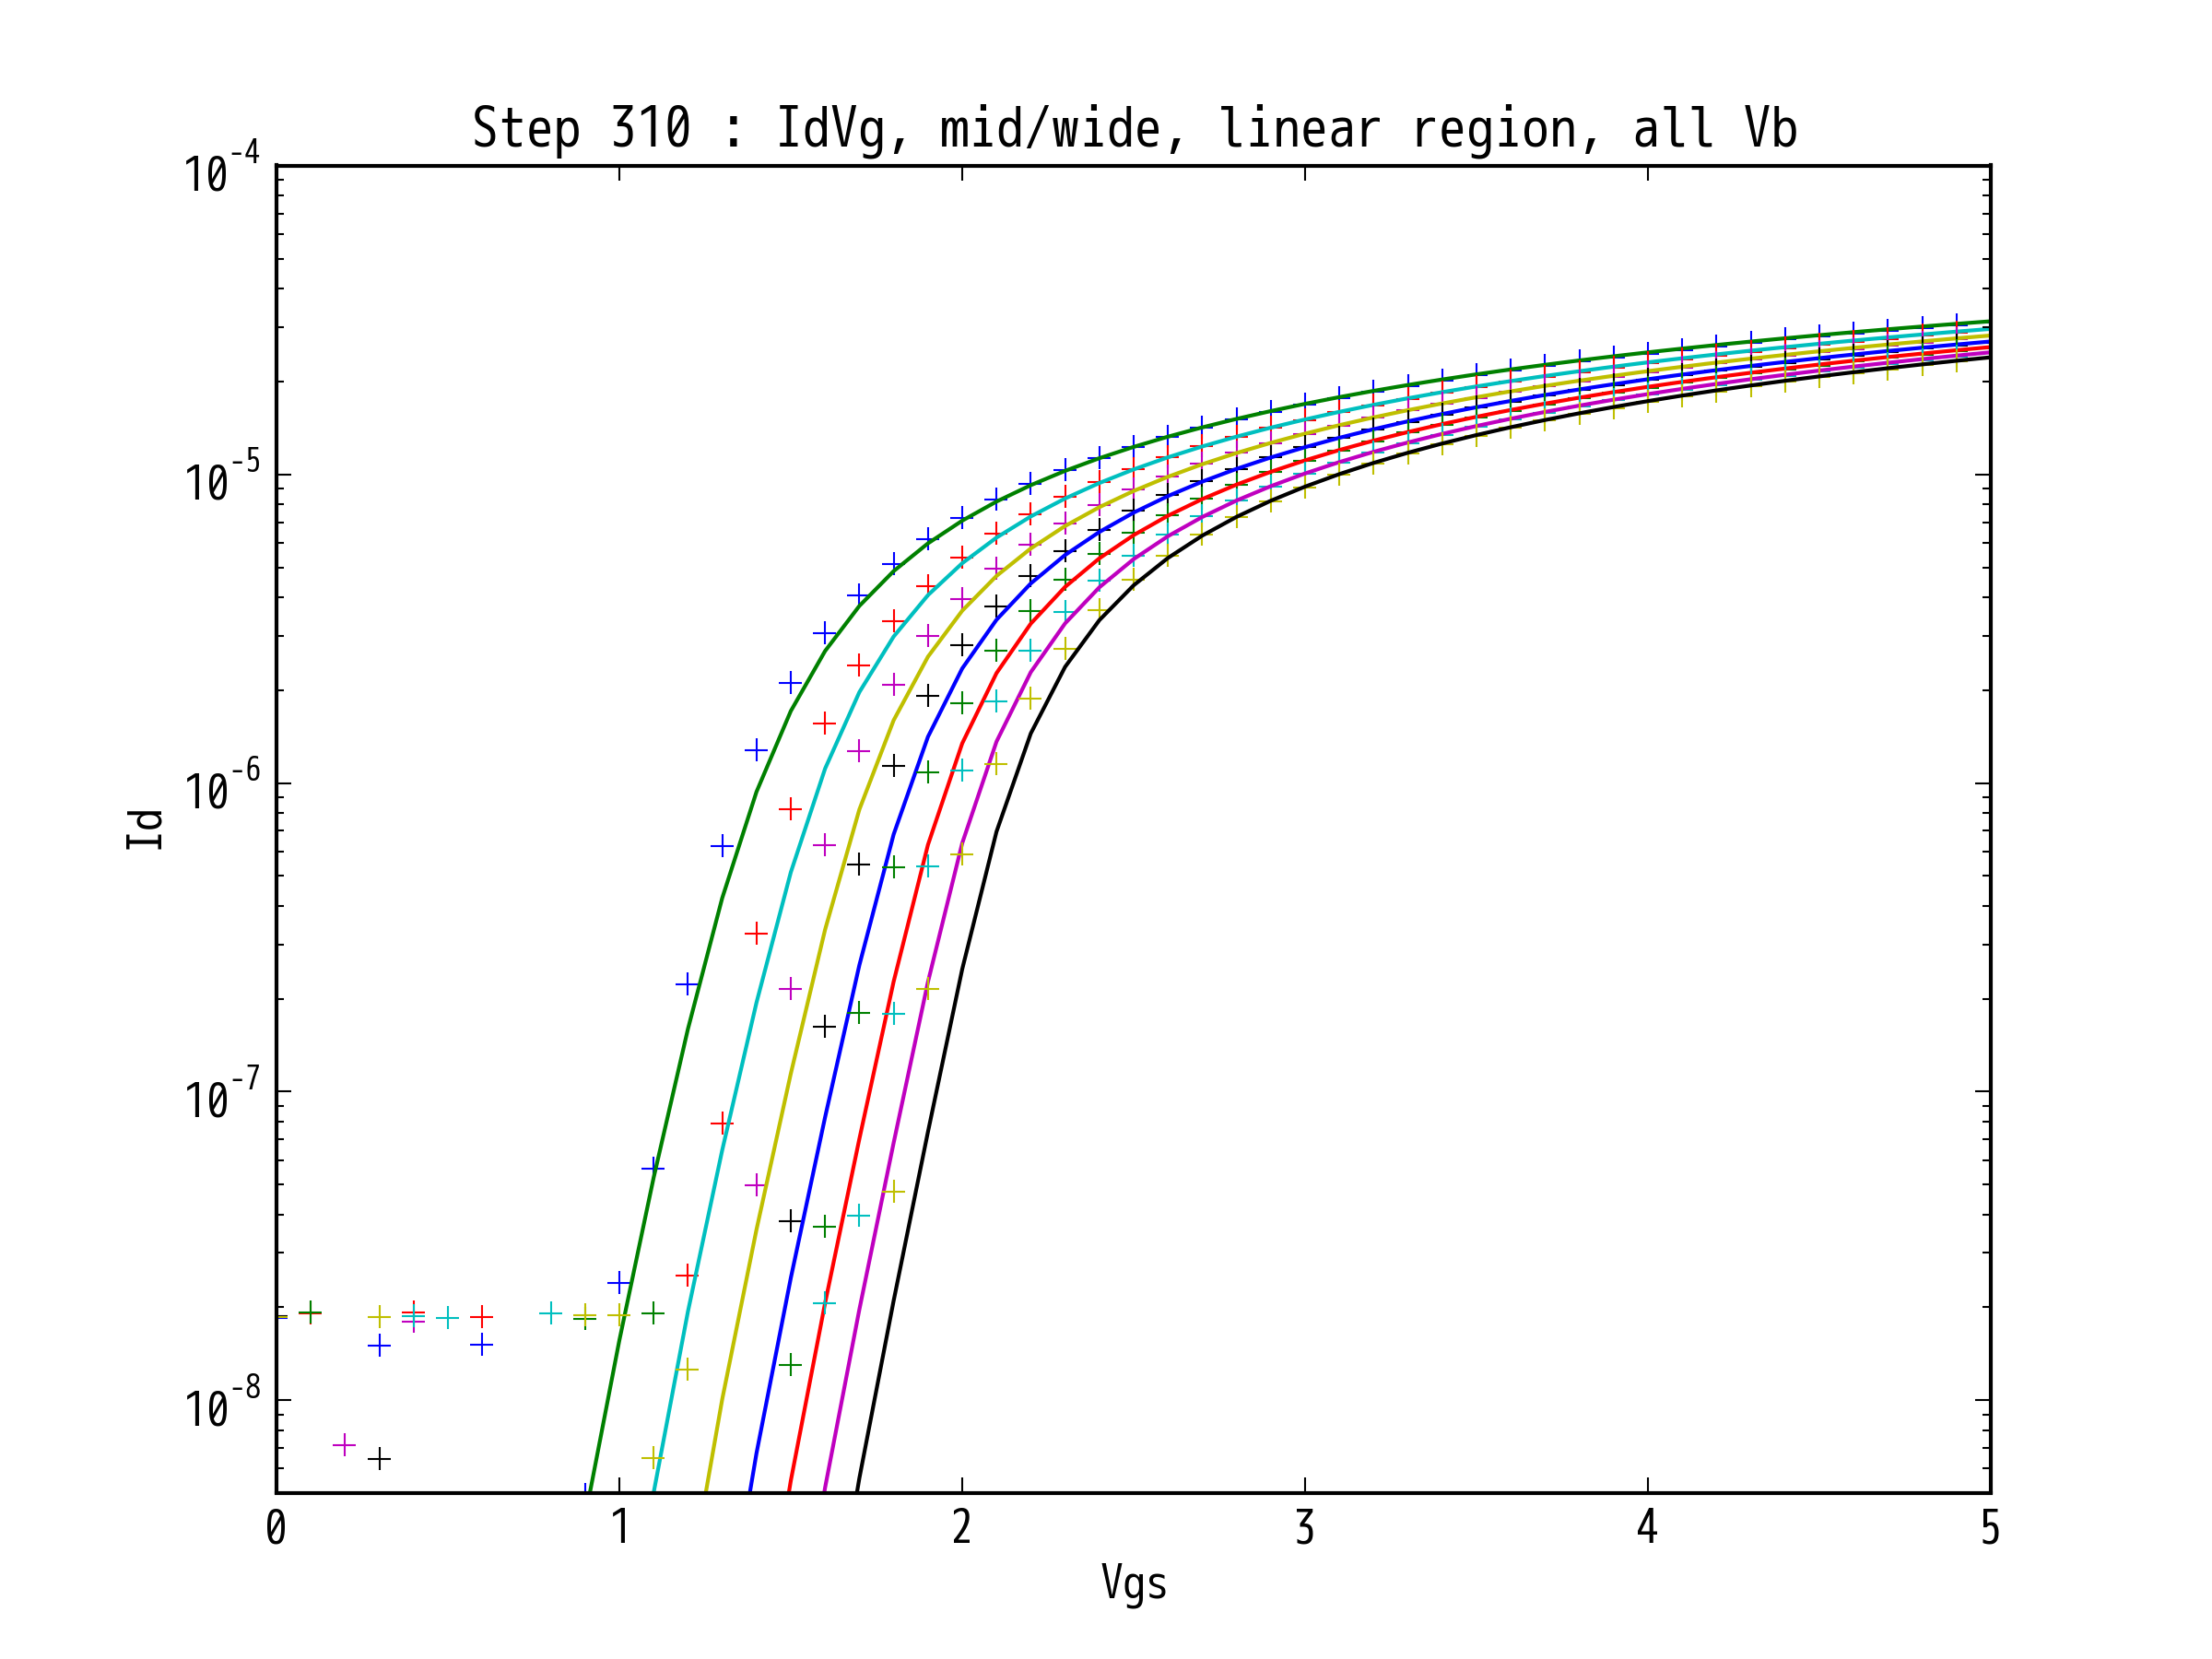 Step 310 : IdVg, mid/wide, linear region, all Vb
10^-4
10^-5
10^-6
10^-7
10^-8
Id
0 1 2 3 4 5
Vgs